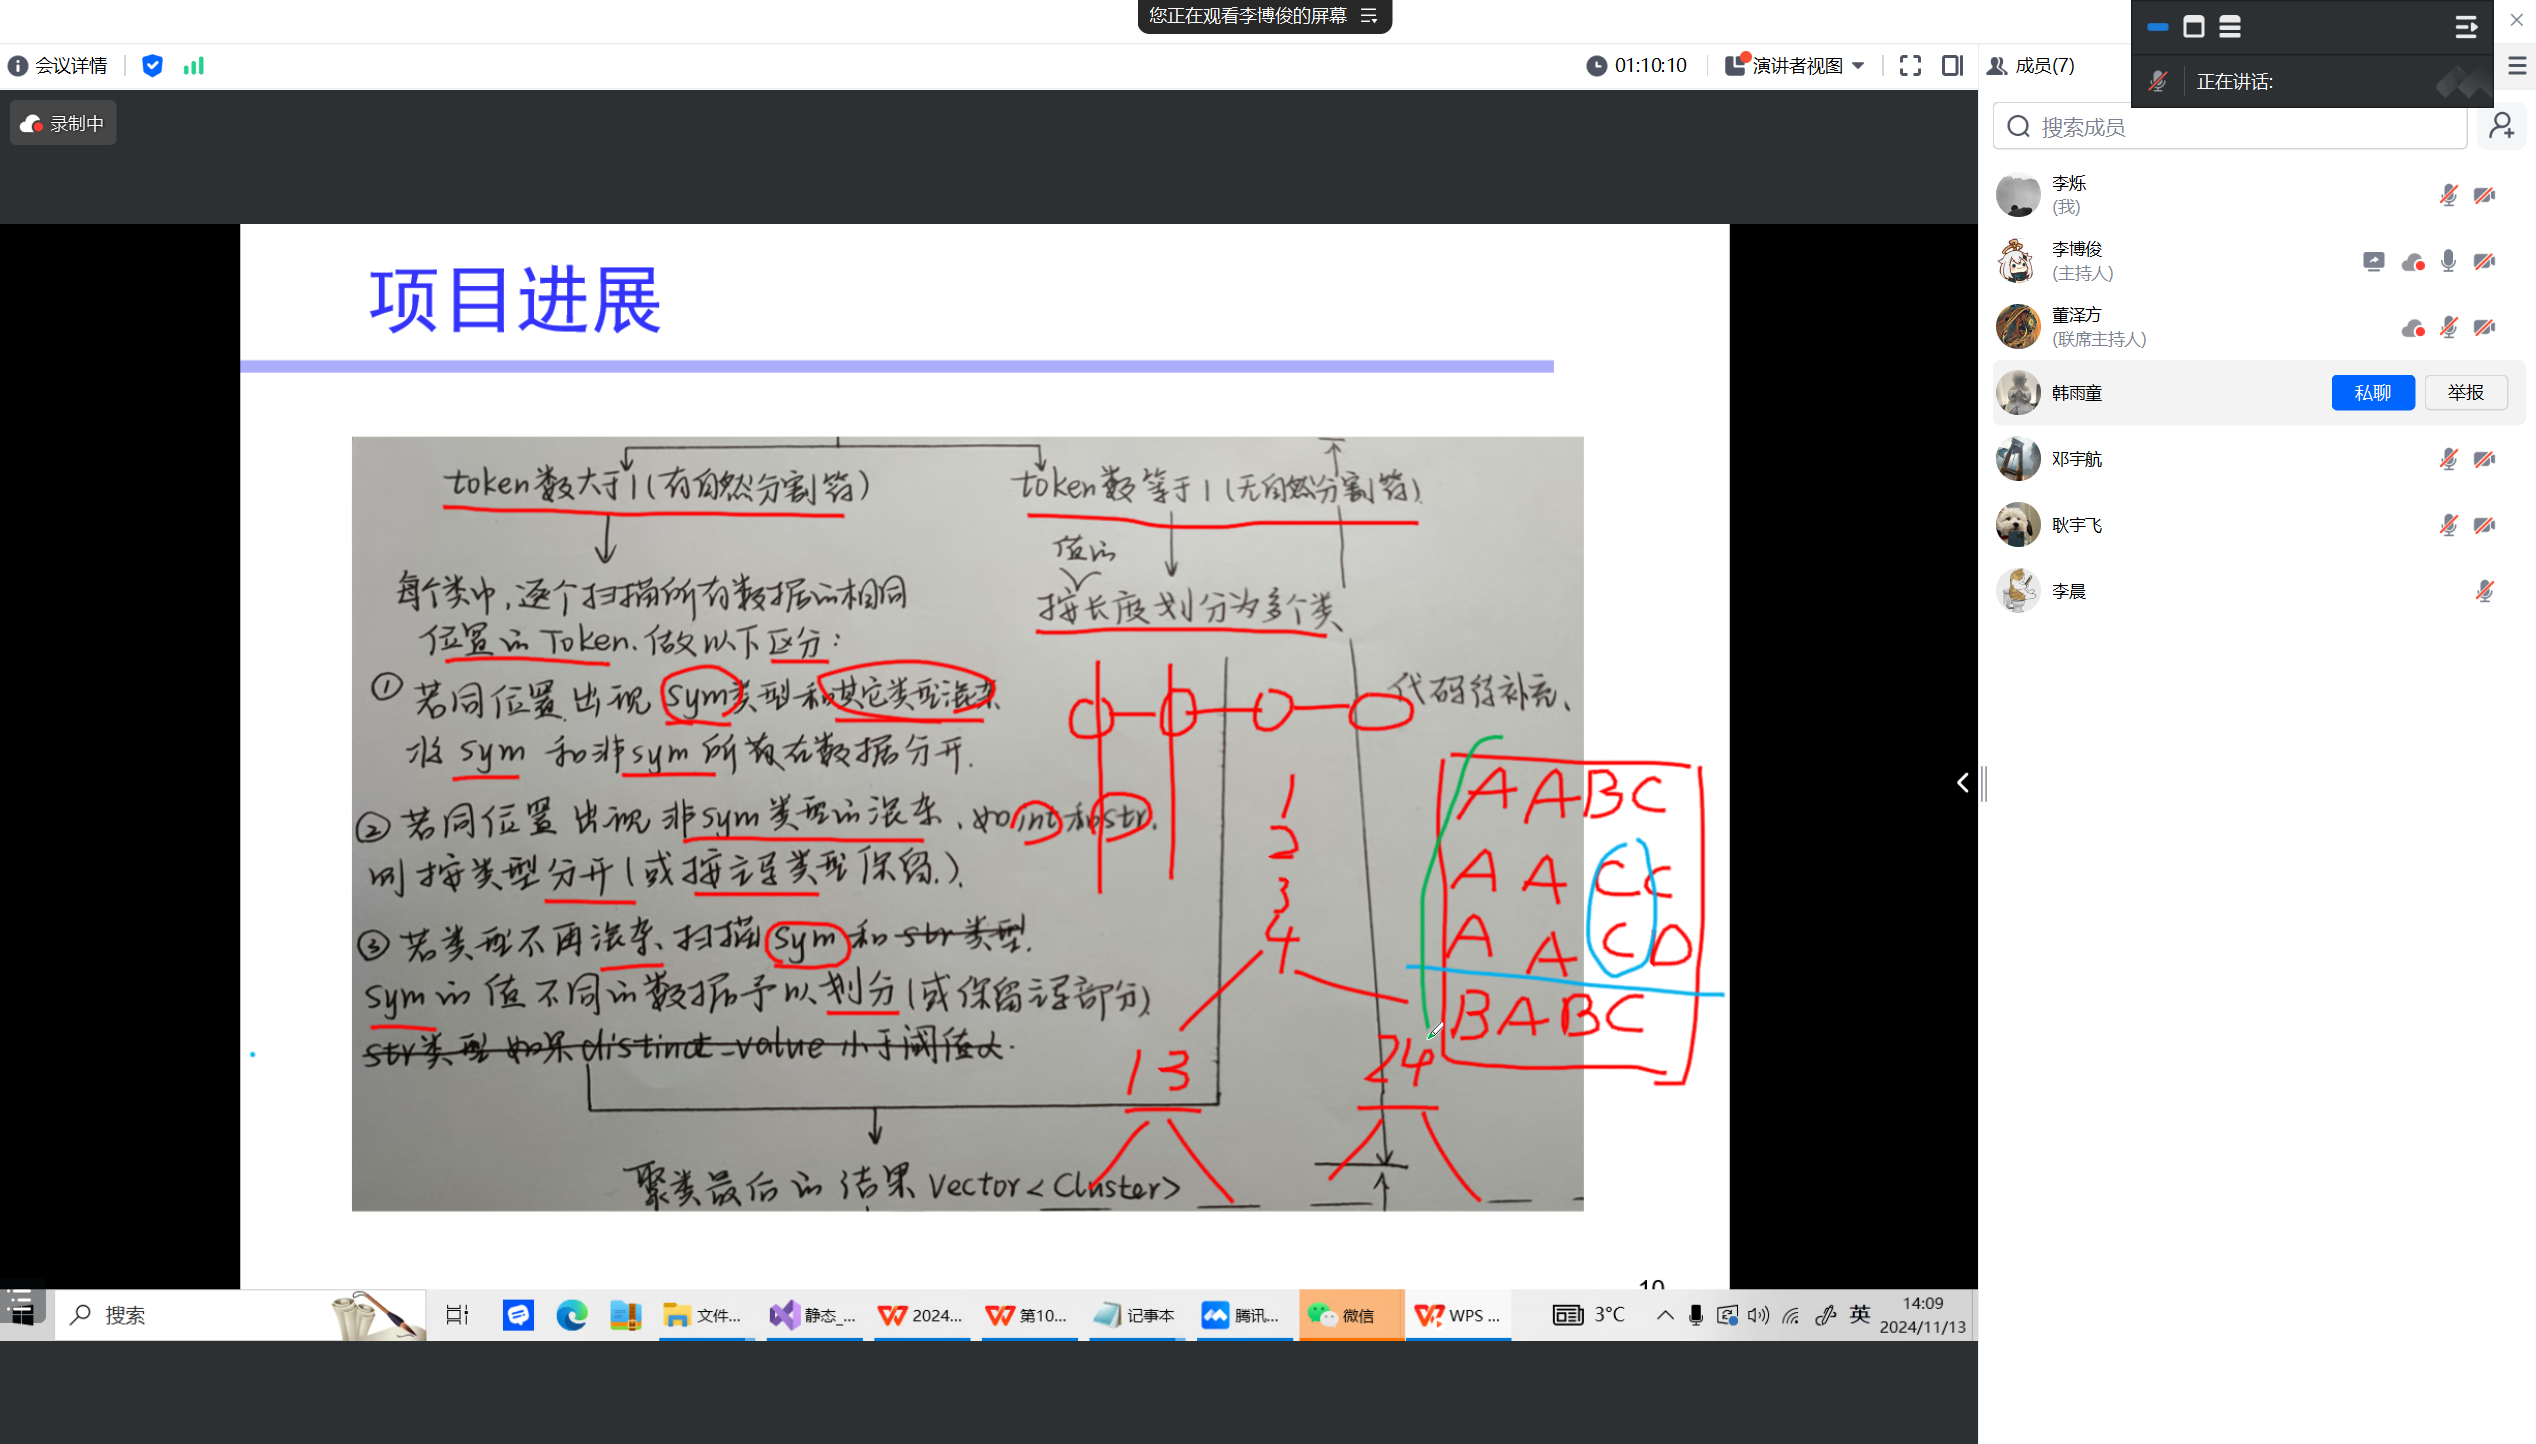 您正在观看李博俊的屏幕
会议详情
01:10:10
演讲者视图
成员(7)
正在讲话:
录制中
搜索成员
李烁
(我)
李博俊
(主持人)
董泽方
(联席主持人)
韩雨童
私聊
举报
邓宇航
耿宇飞
李晨
项目进展
token数大于1(有自然分割符)
token数等于1(无自然分割符)
值的
按长度划分为多个类
每个类中,逐个扫描所有数据的相同
位置的Token.做以下区分:
①若同位置出现sym类型和其它类型混杂
将sym和非sym所在数据分开.
代码待补充、
②若同位置出现非sym类型的混杂、如int和str.
则按类型分开(或按主导类型保留.).
③若类型不再混杂、扫描sym和str类型.
sym的值不同的数据予以划分(或保留主导部分)
str类型如果distinct-value小于阈值α.
聚类最后的结果Vector<Cluster>
1
2
3
4
13
24
AABC
AACC
AACD
BABC
10
搜索
文件...
静态_...
2024...
第10...
记事本
腾讯...
微信
WPS ...
3°C
英
14:09
2024/11/13